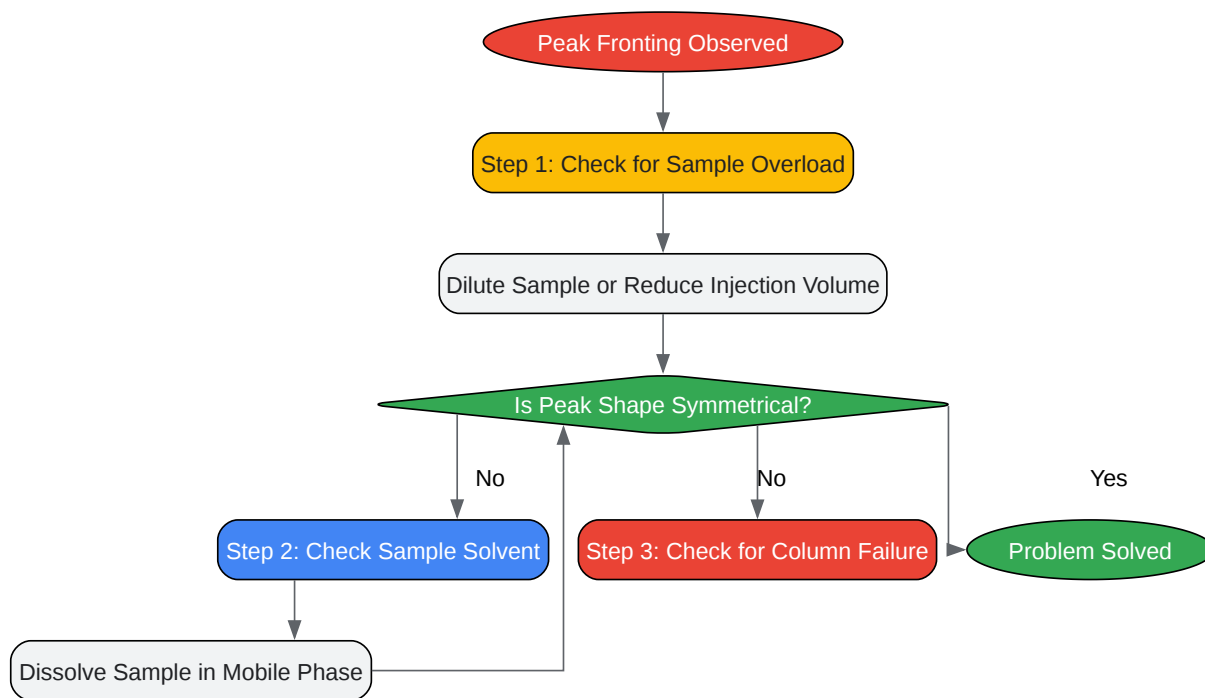 Peak Fronting Observed
Step 1: Check for Sample Overload
Dilute Sample or Reduce Injection Volume
Is Peak Shape Symmetrical?
No
No
Yes
Step 2: Check Sample Solvent
Step 3: Check for Column Failure
Problem Solved
Dissolve Sample in Mobile Phase